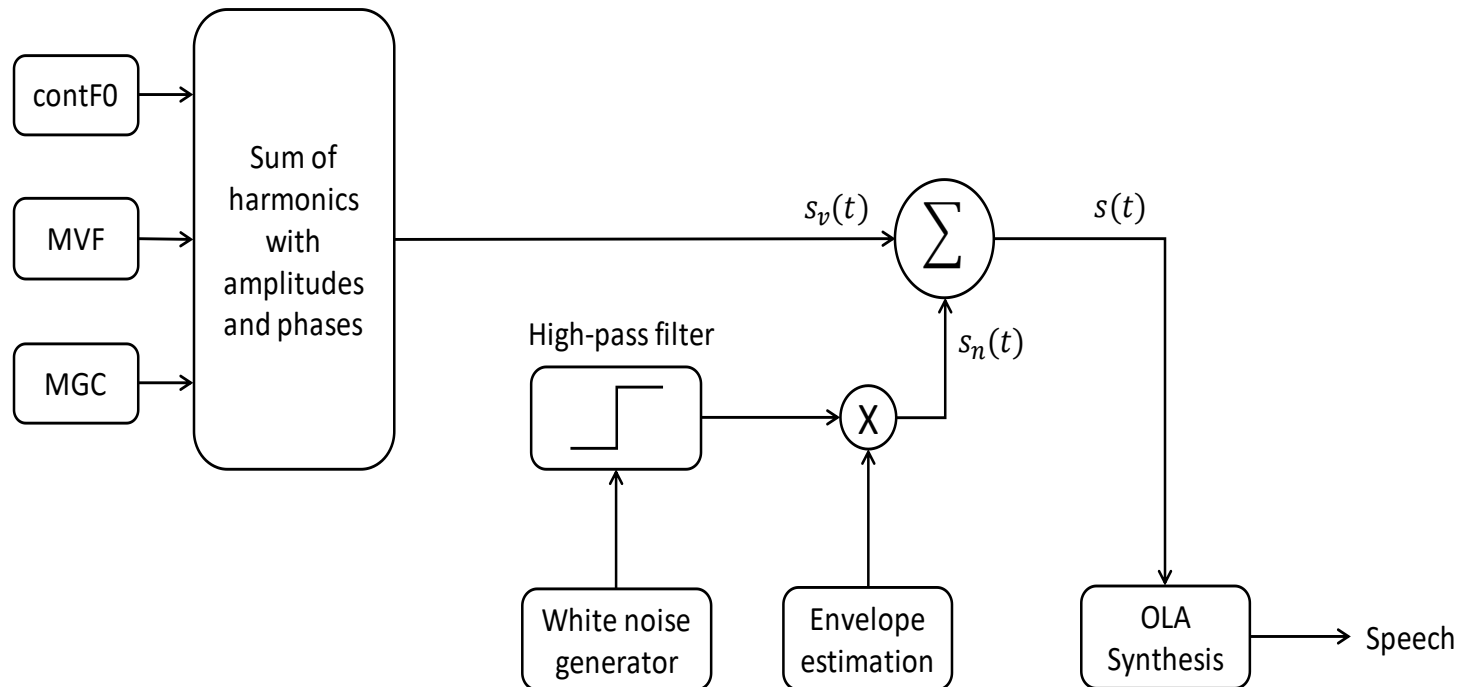 contF0
MVF
MGC
Sum of
harmonics
with
amplitudes
and phases
s_v(t)
∑
s(t)
High-pass filter
s_n(t)
X
White noise
generator
Envelope
estimation
OLA
Synthesis
Speech